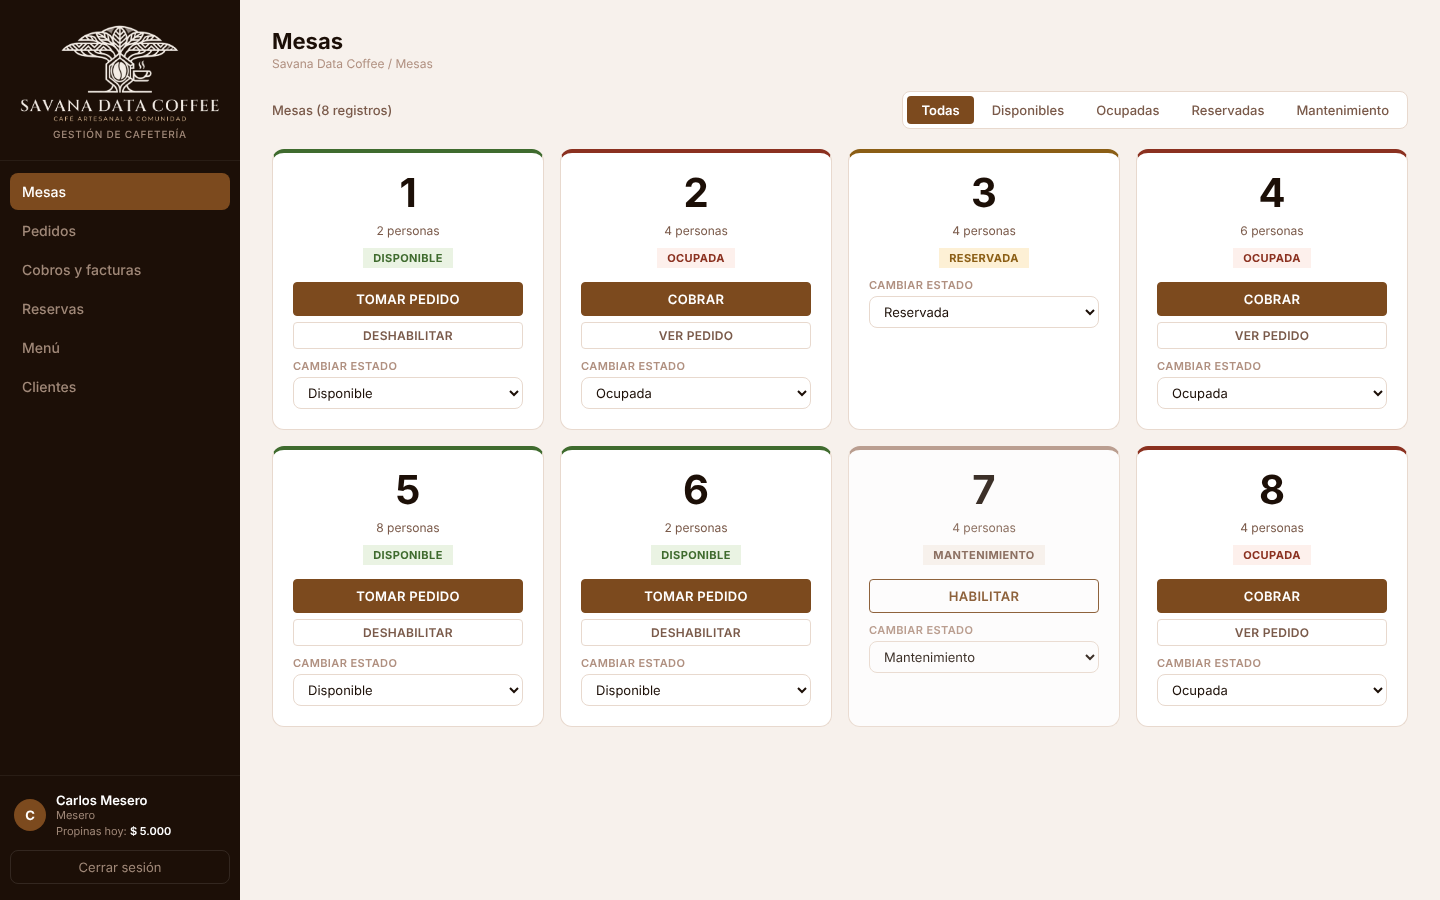 SAVANA DATA COFFEE
CAFÉ ARTESANAL & COMUNIDAD
GESTIÓN DE CAFETERÍA
Mesas
Pedidos
Cobros y facturas
Reservas
Menú
Clientes
C
Carlos Mesero
Mesero
Propinas hoy: $ 5.000
Cerrar sesión
Mesas
Savana Data Coffee / Mesas
Mesas (8 registros)
Todas Disponibles Ocupadas Reservadas Mantenimiento
1
2 personas
DISPONIBLE
TOMAR PEDIDO
DESHABILITAR
CAMBIAR ESTADO
Disponible
2
4 personas
OCUPADA
COBRAR
VER PEDIDO
CAMBIAR ESTADO
Ocupada
3
4 personas
RESERVADA
CAMBIAR ESTADO
Reservada
4
6 personas
OCUPADA
COBRAR
VER PEDIDO
CAMBIAR ESTADO
Ocupada
5
8 personas
DISPONIBLE
TOMAR PEDIDO
DESHABILITAR
CAMBIAR ESTADO
Disponible
6
2 personas
DISPONIBLE
TOMAR PEDIDO
DESHABILITAR
CAMBIAR ESTADO
Disponible
7
4 personas
MANTENIMIENTO
HABILITAR
CAMBIAR ESTADO
Mantenimiento
8
4 personas
OCUPADA
COBRAR
VER PEDIDO
CAMBIAR ESTADO
Ocupada